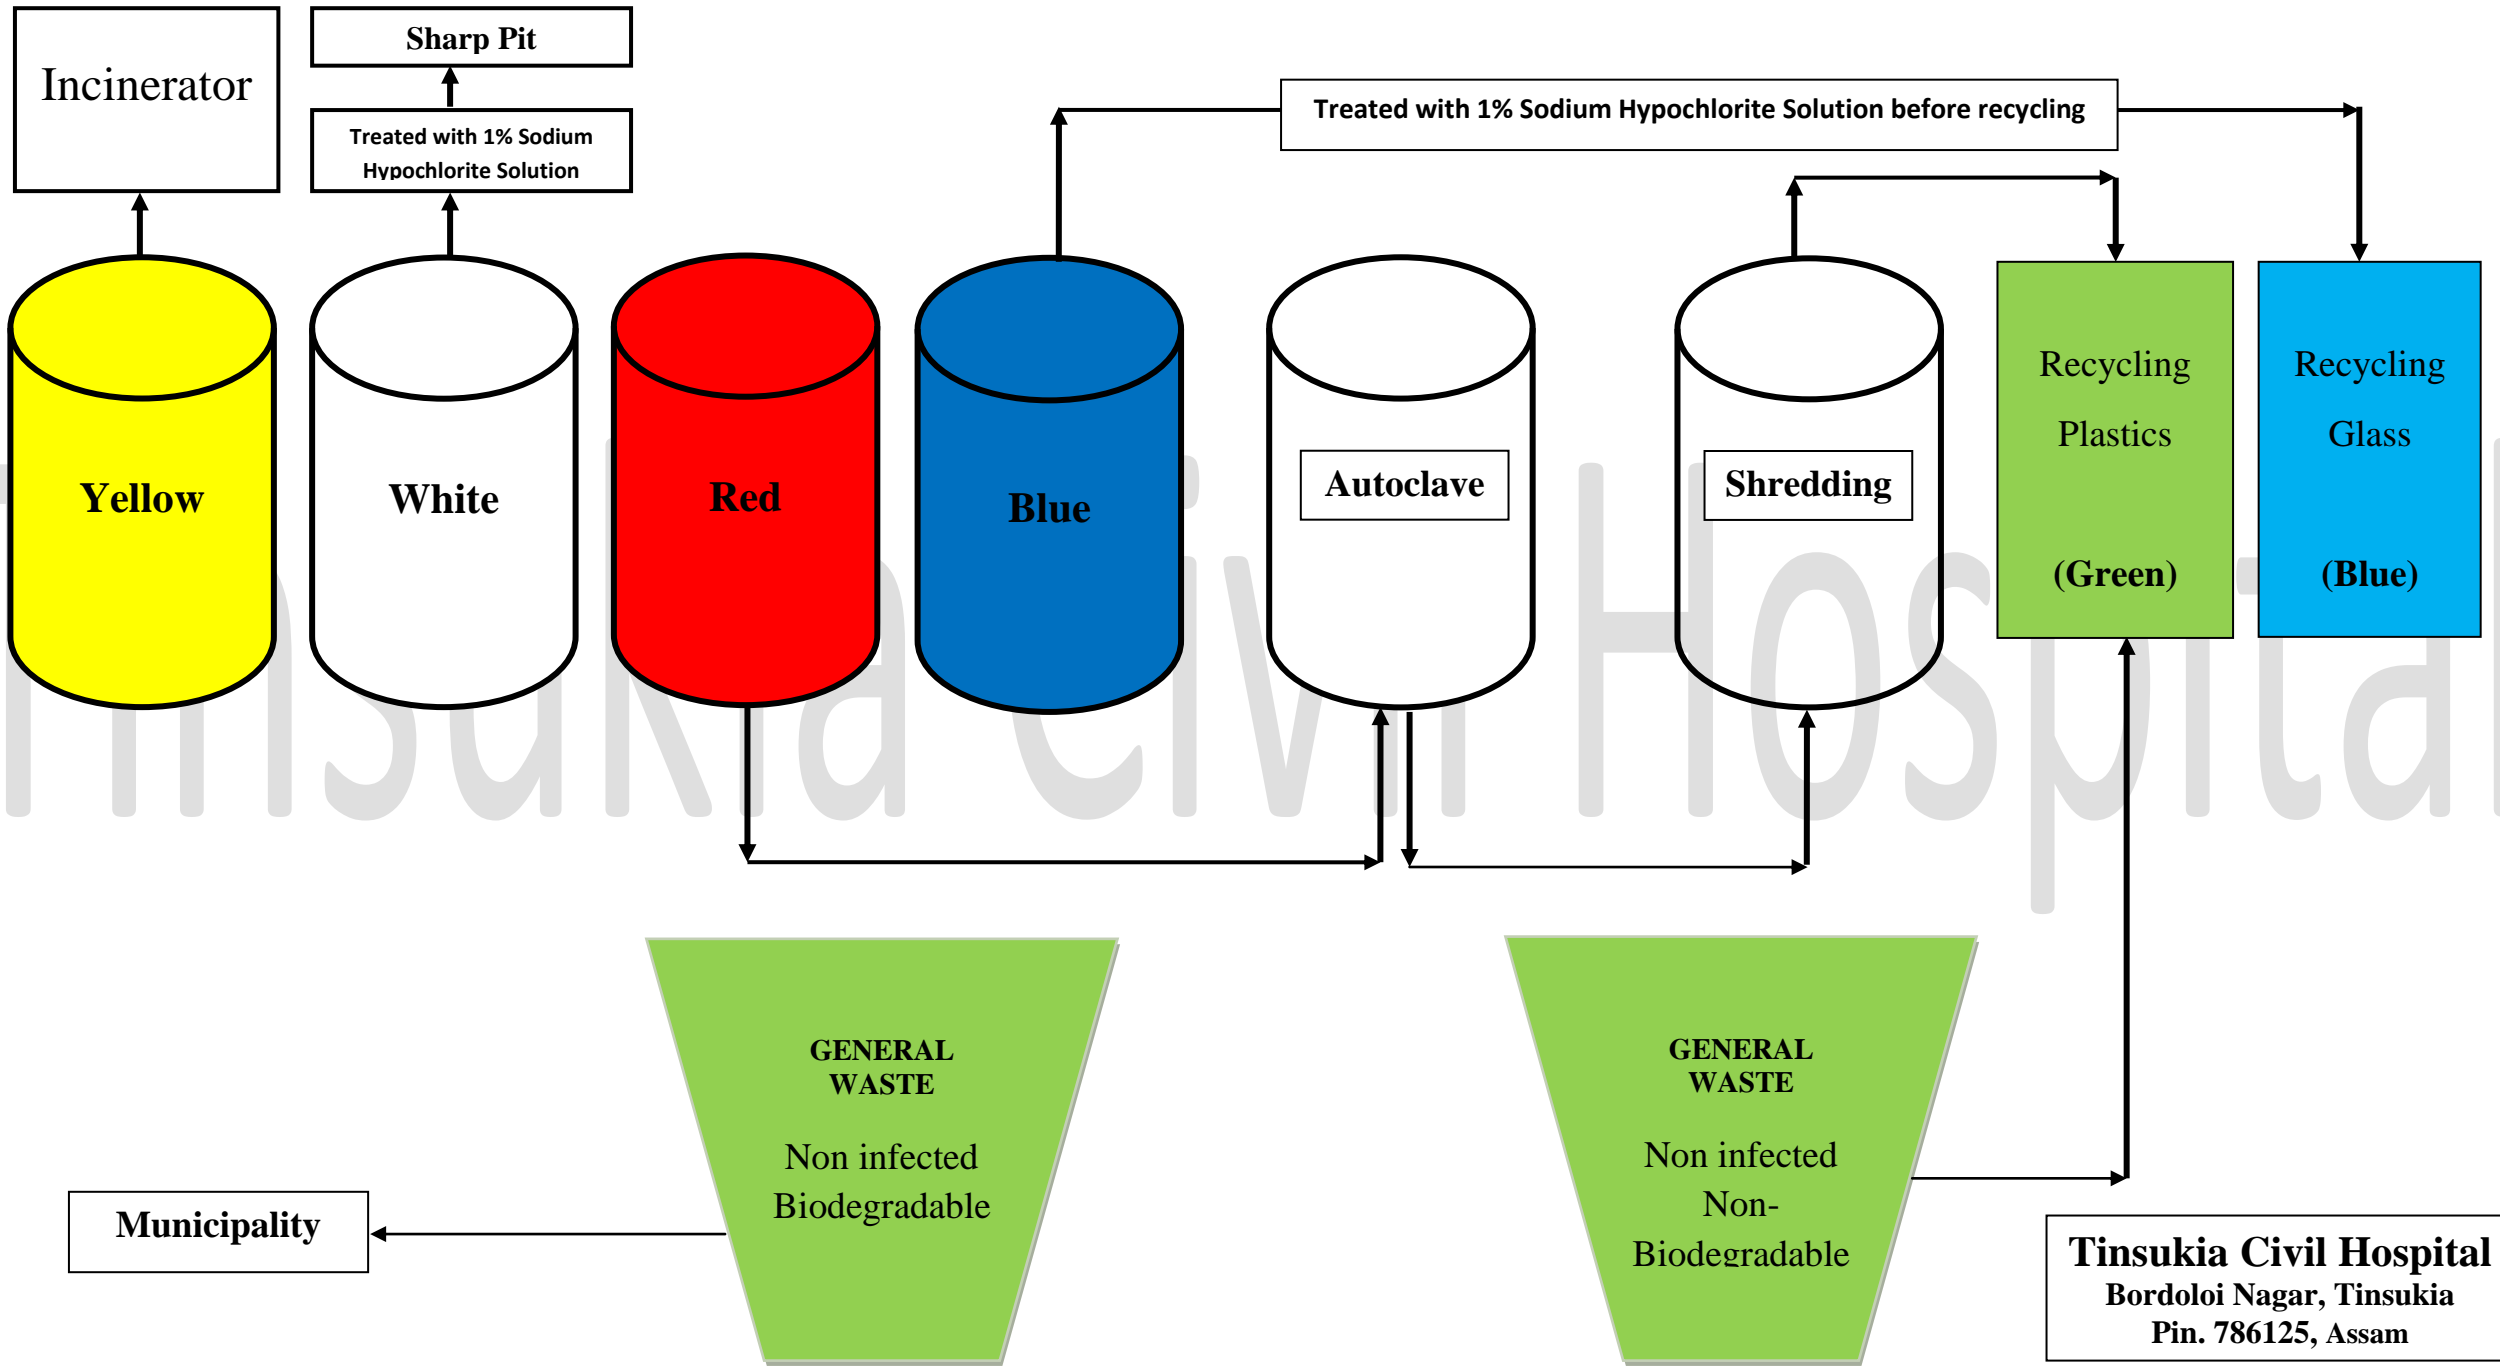 Incinerator
Sharp Pit
Treated with 1% Sodium
Hypochlorite Solution
Treated with 1% Sodium Hypochlorite Solution before recycling
Yellow
White
Red
Blue
Autoclave
Shredding
Recycling
Plastics
(Green)
Recycling
Glass
(Blue)
Tinsukia Civil Hospital
GENERAL
WASTE
Non infected
Biodegradable
GENERAL
WASTE
Non infected
Non-
Biodegradable
Municipality
Tinsukia Civil Hospital
Bordoloi Nagar, Tinsukia
Pin. 786125, Assam